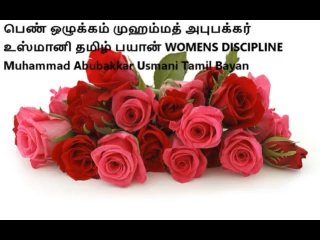 பெண் ஒழுக்கம் முஹம்மத் அபுபக்கர்
உஸ்மானி தமிழ் பயான் WOMENS DISCIPLINE
Muhammad Abubakkar Usmani Tamil Bayan